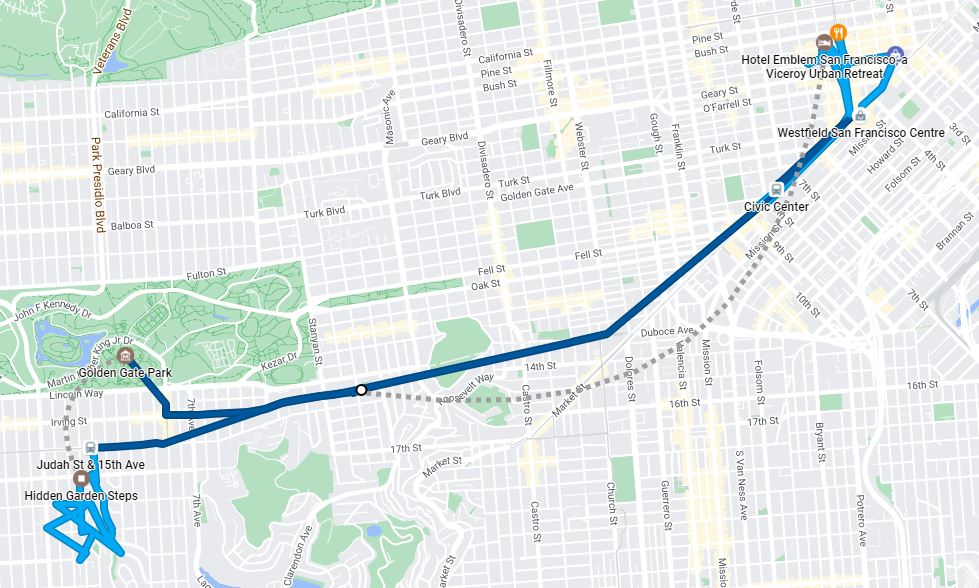 Veterans Blvd
Divisadero St
California St
Pine St
Bush St
Fillmore St
Pine St
Bush St
Hotel Emblem San Francisco, a
Viceroy Urban Retreat
California St
Masonic Ave
Geary St
O'Farrell St
Westfield San Francisco Centre
3rd St
Mission St
Howard St
4th St
Folsom St
Geary Blvd
Geary Blvd
Webster St
Gough St
Franklin St
Turk St
Park Presidio Blvd
Divisadero St
Turk St
Golden Gate Ave
Turk Blvd
Turk Blvd
Balboa St
7th St
Civic Center
Mission St
9th St
Brannan St
Fell St
Fell St
Oak St
Fulton St
10th St
7th St
John F Kennedy Dr
Stanyan St
Kezar Dr
Martin Luther King Jr Dr
Golden Gate Park
Lincoln Way
Duboce Ave
14th St
Roosevelt Way
Castro St
Market St
Dolores St
Valencia St
Mission St
Folsom St
16th St
16th St
Irving St
7th Ave
17th St
17th St
Bryant St
Judah St & 15th Ave
Market St
Hidden Garden Steps
7th Ave
Castro St
Church St
Guerrero St
S Van Ness Ave
Potrero Ave
Clarendon Ave
Mission